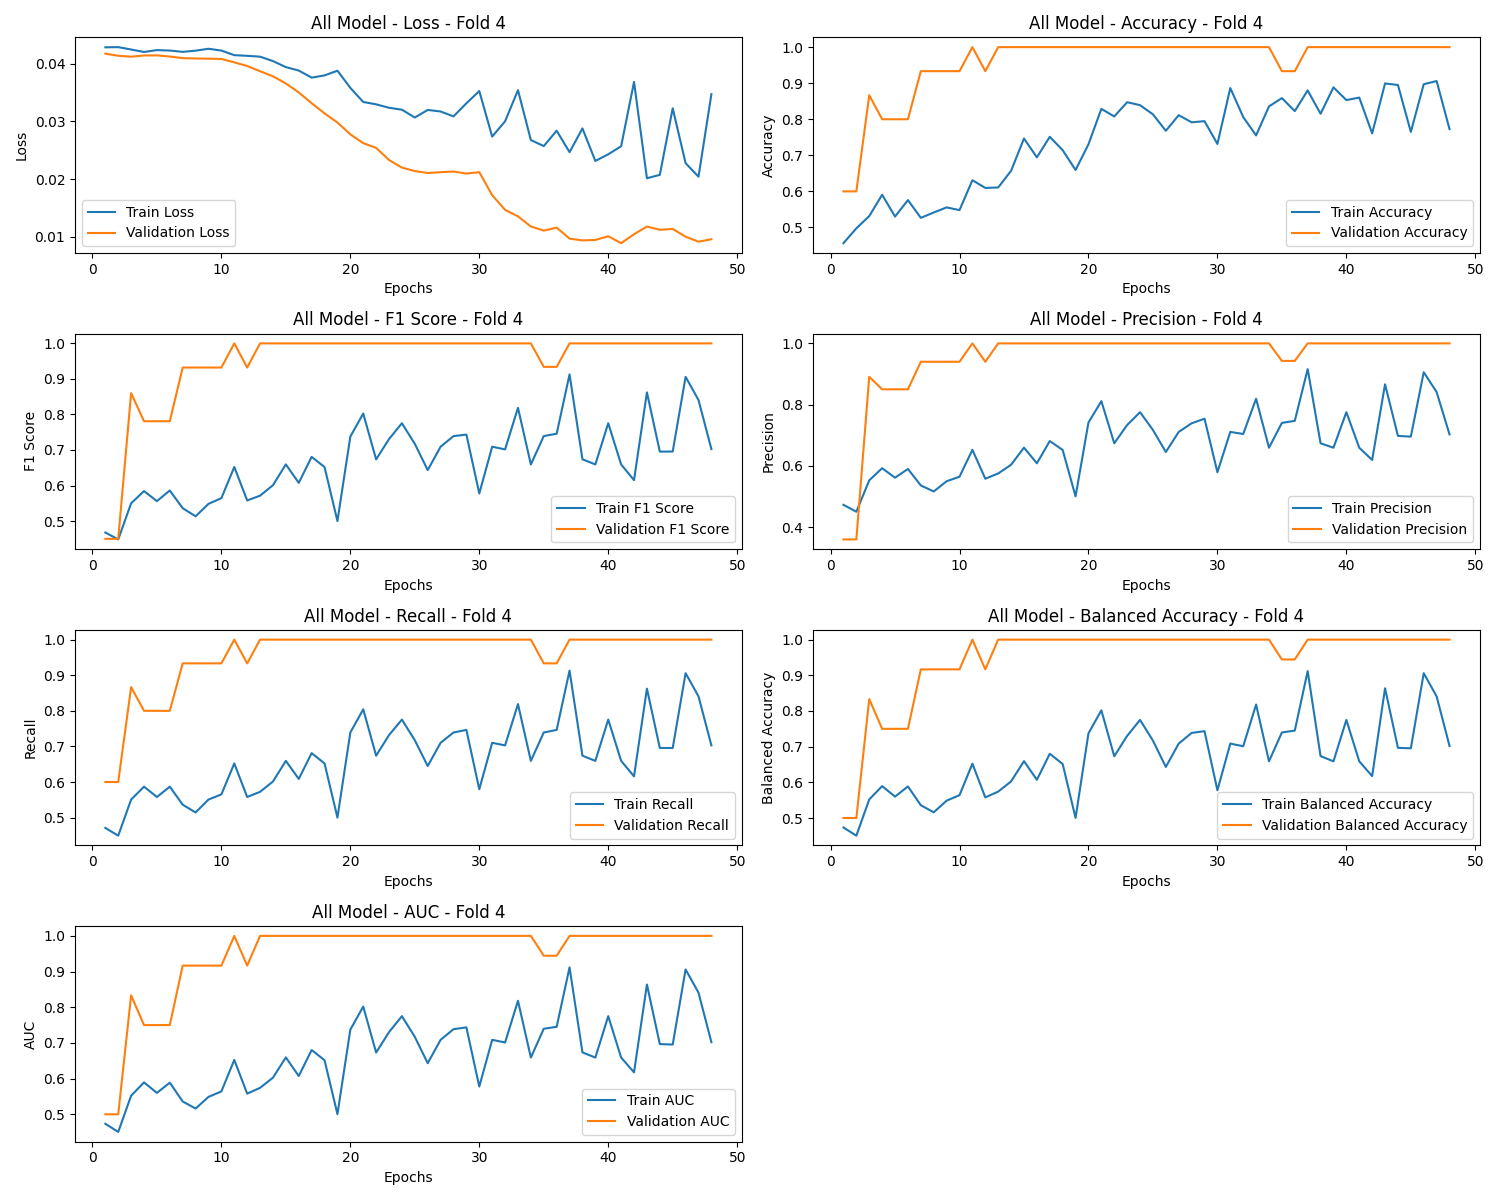 All Model - Loss - Fold 4
Loss
0.04
0.03
0.02
0.01
Train Loss
Validation Loss
0 10 20 30 40 50
Epochs
All Model - Accuracy - Fold 4
Accuracy
1.0
0.9
0.8
0.7
0.6
0.5
Train Accuracy
Validation Accuracy
0 10 20 30 40 50
Epochs
All Model - F1 Score - Fold 4
F1 Score
1.0
0.9
0.8
0.7
0.6
0.5
Train F1 Score
Validation F1 Score
0 10 20 30 40 50
Epochs
All Model - Precision - Fold 4
Precision
1.0
0.8
0.6
0.4
Train Precision
Validation Precision
0 10 20 30 40 50
Epochs
All Model - Recall - Fold 4
Recall
1.0
0.9
0.8
0.7
0.6
0.5
Train Recall
Validation Recall
0 10 20 30 40 50
Epochs
All Model - Balanced Accuracy - Fold 4
Balanced Accuracy
1.0
0.9
0.8
0.7
0.6
0.5
Train Balanced Accuracy
Validation Balanced Accuracy
0 10 20 30 40 50
Epochs
All Model - AUC - Fold 4
AUC
1.0
0.9
0.8
0.7
0.6
0.5
Train AUC
Validation AUC
0 10 20 30 40 50
Epochs